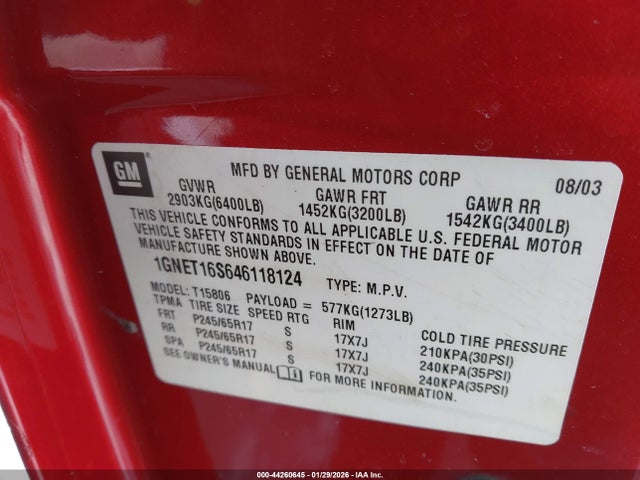 GM
MFD BY GENERAL MOTORS CORP 08/03
GVWR GAWR FRT GAWR RR
2903KG(6400LB) 1452KG(3200LB) 1542KG(3400LB)
THIS VEHICLE CONFORMS TO ALL APPLICABLE U.S. FEDERAL MOTOR
VEHICLE SAFETY STANDARDS IN EFFECT ON THE DATE OF
MANUFACTURE SHOWN ABOVE.
1GNET16S646118124 TYPE: M.P.V.
MODEL: T15806 PAYLOAD = 577KG(1273LB)
TPMA TIRE SIZE SPEED RTG RIM COLD TIRE PRESSURE
FRT P245/65R17 S 17X7J 210KPA(30PSI)
RR P245/65R17 S 17X7J 240KPA(35PSI)
SPA P245/65R17 S 17X7J 240KPA(35PSI)
SEE OWNER'S MANUAL FOR MORE INFORMATION.
000-44260645 - 01/29/2026 - IAA Inc.